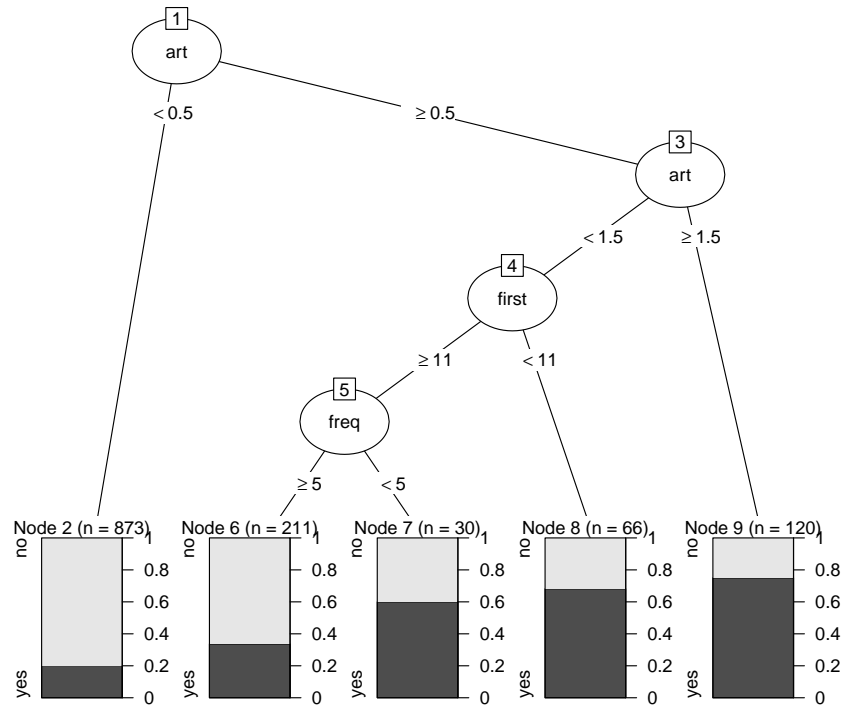 1
art
< 0.5
≥ 0.5
3
art
< 1.5
≥ 1.5
4
first
≥ 11
< 11
5
freq
≥ 5
< 5
Node 2 (n = 873)
no
yes
1
0.8
0.6
0.4
0.2
0
Node 6 (n = 211)
no
yes
1
0.8
0.6
0.4
0.2
0
Node 7 (n = 30)
no
yes
1
0.8
0.6
0.4
0.2
0
Node 8 (n = 66)
no
yes
1
0.8
0.6
0.4
0.2
0
Node 9 (n = 120)
no
yes
1
0.8
0.6
0.4
0.2
0